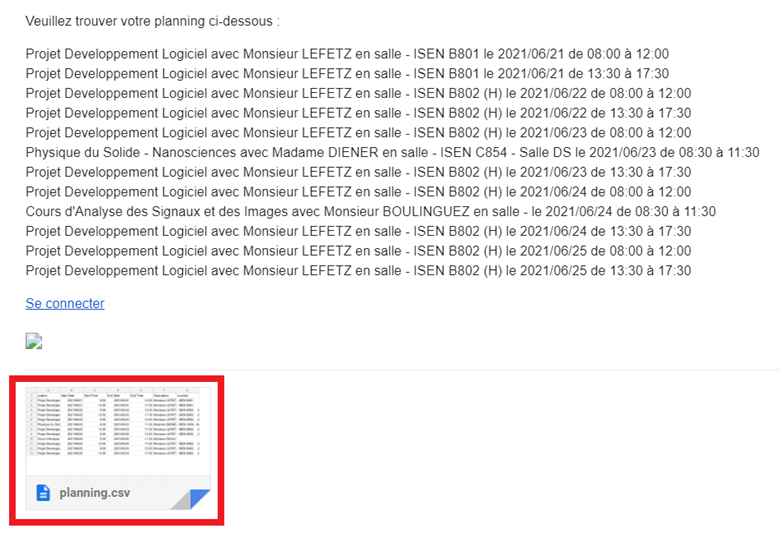 Veuillez trouver votre planning ci-dessous :
Projet Developpement Logiciel avec Monsieur LEFETZ en salle - ISEN B801 le 2021/06/21 de 08:00 à 12:00
Projet Developpement Logiciel avec Monsieur LEFETZ en salle - ISEN B801 le 2021/06/21 de 13:30 à 17:30
Projet Developpement Logiciel avec Monsieur LEFETZ en salle - ISEN B802 (H) le 2021/06/22 de 08:00 à 12:00
Projet Developpement Logiciel avec Monsieur LEFETZ en salle - ISEN B802 (H) le 2021/06/22 de 13:30 à 17:30
Projet Developpement Logiciel avec Monsieur LEFETZ en salle - ISEN B802 (H) le 2021/06/23 de 08:00 à 12:00
Physique du Solide - Nanosciences avec Madame DIENER en salle - ISEN C854 - Salle DS le 2021/06/23 de 08:30 à 11:30
Projet Developpement Logiciel avec Monsieur LEFETZ en salle - ISEN B802 (H) le 2021/06/23 de 13:30 à 17:30
Projet Developpement Logiciel avec Monsieur LEFETZ en salle - ISEN B802 (H) le 2021/06/24 de 08:00 à 12:00
Cours d'Analyse des Signaux et des Images avec Monsieur BOULINGUEZ en salle - le 2021/06/24 de 08:30 à 11:30
Projet Developpement Logiciel avec Monsieur LEFETZ en salle - ISEN B802 (H) le 2021/06/24 de 13:30 à 17:30
Projet Developpement Logiciel avec Monsieur LEFETZ en salle - ISEN B802 (H) le 2021/06/25 de 08:00 à 12:00
Projet Developpement Logiciel avec Monsieur LEFETZ en salle - ISEN B802 (H) le 2021/06/25 de 13:30 à 17:30
Se connecter
planning.csv